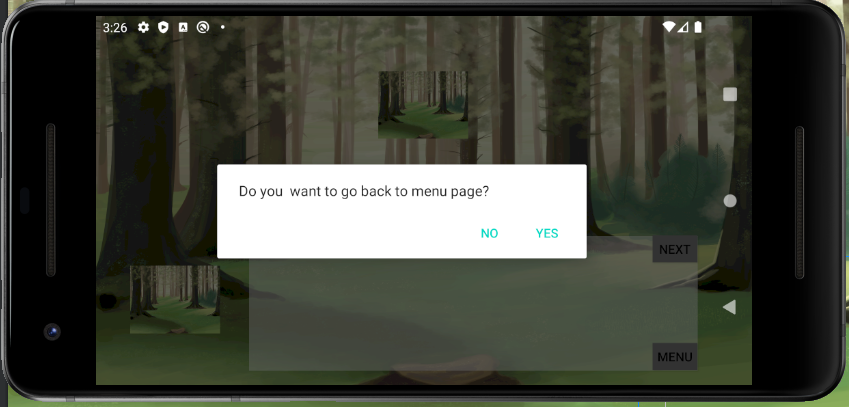 3:26
Do you  want to go back to menu page?
NO YES
NEXT
MENU